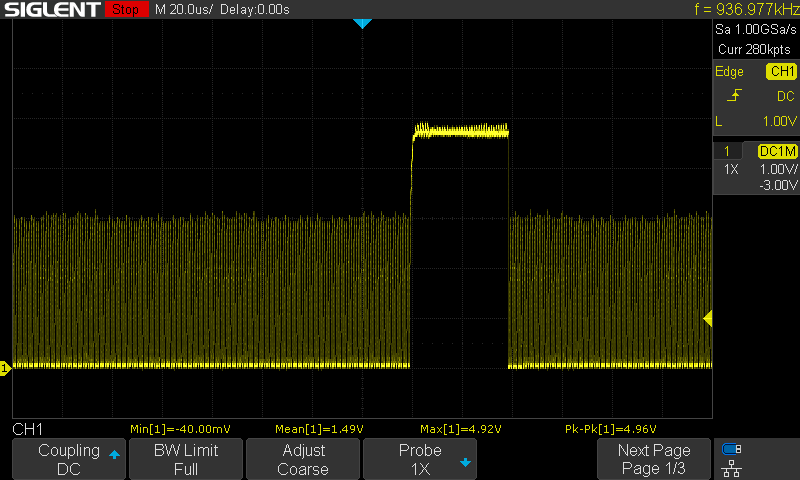 SIGLENT Stop M 20.0us/ Delay:0.00s f = 936.977kHz
Sa 1.00GSa/s
Curr 280kpts
Edge CH1
DC
L 1.00V
1 DC1M
1X 1.00V/
-3.00V
1
CH1 Min[1]=-40.00mV Mean[1]=1.49V Max[1]=4.92V Pk-Pk[1]=4.96V
Coupling BW Limit Adjust Probe Next Page
DC Full Coarse 1X Page 1/3